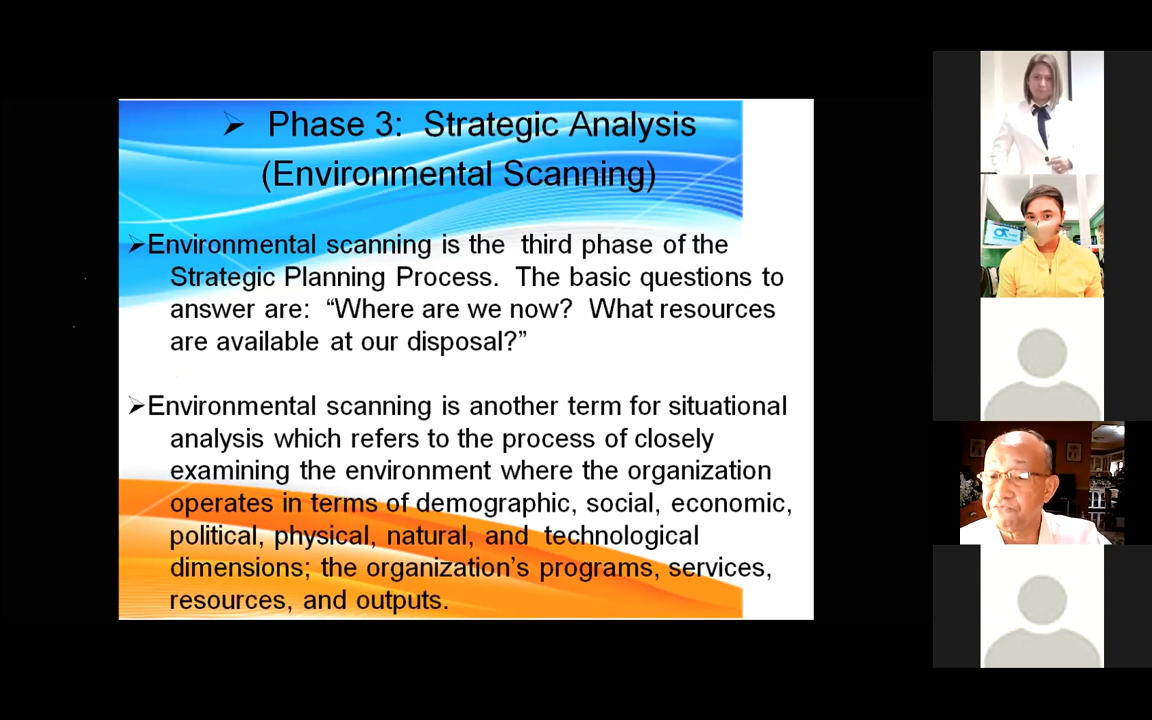 ➢ Phase 3: Strategic Analysis
(Environmental Scanning)
➢Environmental scanning is the third phase of the
Strategic Planning Process. The basic questions to
answer are: “Where are we now? What resources
are available at our disposal?”
➢Environmental scanning is another term for situational
analysis which refers to the process of closely
examining the environment where the organization
operates in terms of demographic, social, economic,
political, physical, natural, and technological
dimensions; the organization’s programs, services,
resources, and outputs.